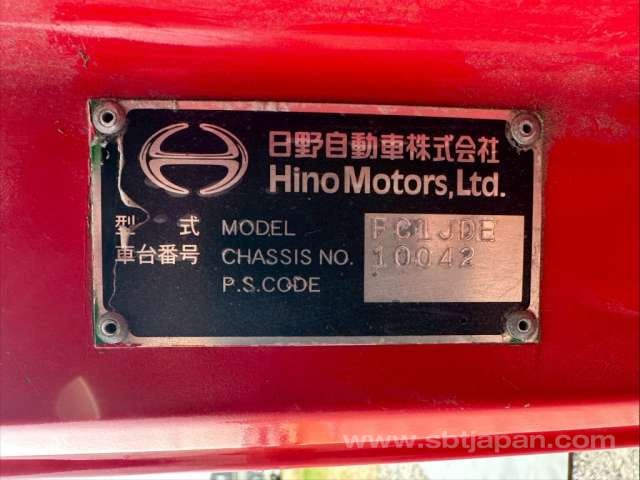 日野自動車株式会社
Hino Motors, Ltd.
型式 MODEL FC1JDE
車台番号 CHASSIS NO. 10042
P.S.CODE
www.sbtjapan.com